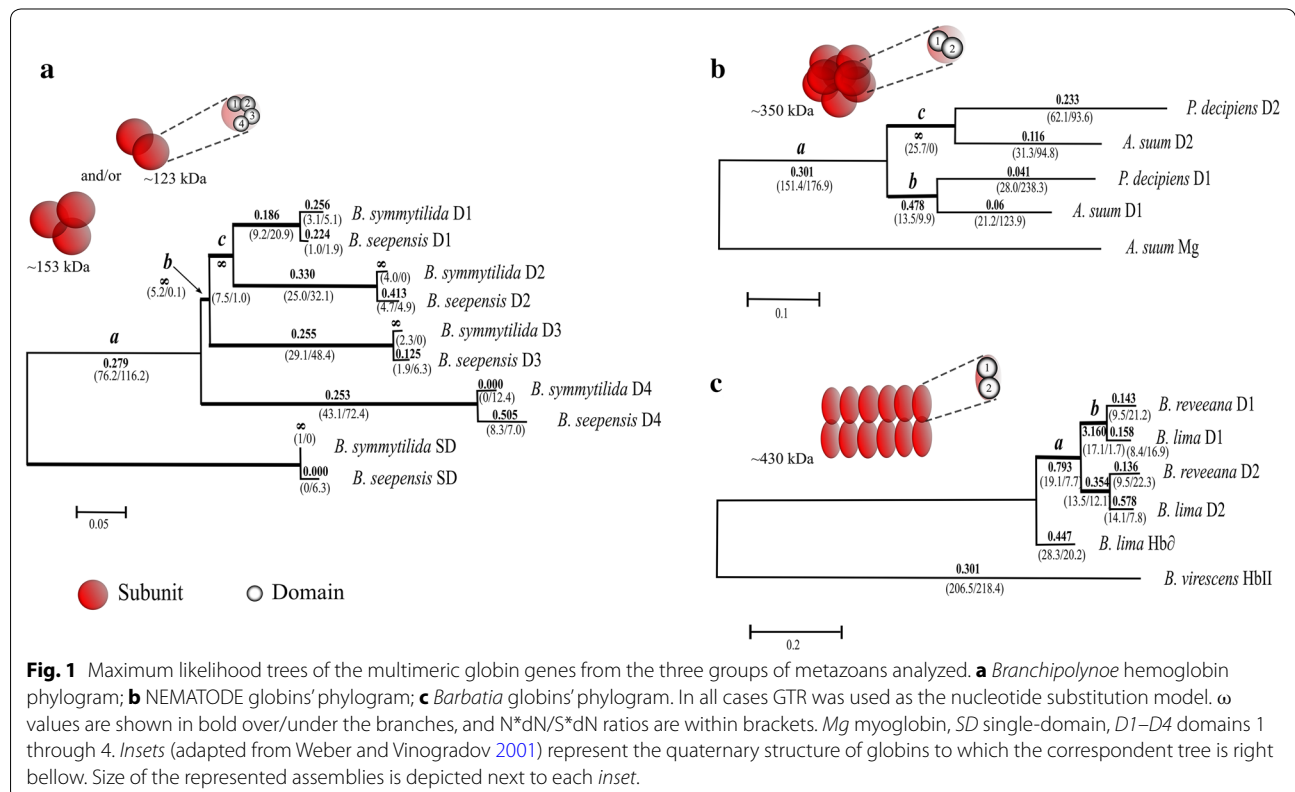 a
and/or
~123 kDa
~153 kDa
0.256
B. symmytilida D1
0.186
(3.1/5.1)
(9.2/20.9)
0.224
B. seepensis D1
(1.0/1.9)
c
∞
(7.5/1.0)
b
∞
(5.2/0.1)
0.330
(25.0/32.1)
∞
B. symmytilida D2
(4.0/0)
0.413
B. seepensis D2
(4.7/4.9)
0.255
(29.1/48.4)
∞
B. symmytilida D3
(2.3/0)
0.125
B. seepensis D3
(1.9/6.3)
a
0.279
(76.2/116.2)
0.253
(43.1/72.4)
0.000
B. symmytilida D4
(0/12.4)
0.505
B. seepensis D4
(8.3/7.0)
∞
(1/0)
B. symmytilida SD
0.000
B. seepensis SD
(0/6.3)
0.05
Subunit
Domain
1
2
3
4
b
~350 kDa
1
2
0.233
P. decipiens D2
(62.1/93.6)
c
∞
(25.7/0)
0.116
A. suum D2
(31.3/94.8)
a
0.301
(151.4/176.9)
0.041
P. decipiens D1
(28.0/238.3)
b
0.478
(13.5/9.9)
0.06
A. suum D1
(21.2/123.9)
A. suum Mg
0.1
c
~430 kDa
1
2
b
0.143
B. reveeana D1
(9.5/21.2)
3.160
0.158
B. lima D1
(17.1/1.7)
(8.4/16.9)
a
0.793
(19.1/7.7)
0.136
B. reveeana D2
0.354
(9.5/22.3)
(13.5/12.1)
0.578
B. lima D2
(14.1/7.8)
0.447
B. lima Hb∂
(28.3/20.2)
0.301
B. virescens HbII
(206.5/218.4)
0.2
Fig. 1 Maximum likelihood trees of the multimeric globin genes from the three groups of metazoans analyzed. a Branchipolynoe hemoglobin
phylogram; b NEMATODE globins' phylogram; c Barbatia globins' phylogram. In all cases GTR was used as the nucleotide substitution model. ω
values are shown in bold over/under the branches, and N*dN/S*dN ratios are within brackets. Mg myoglobin, SD single-domain, D1–D4 domains 1
through 4. Insets (adapted from Weber and Vinogradov 2001) represent the quaternary structure of globins to which the correspondent tree is right
bellow. Size of the represented assemblies is depicted next to each inset.